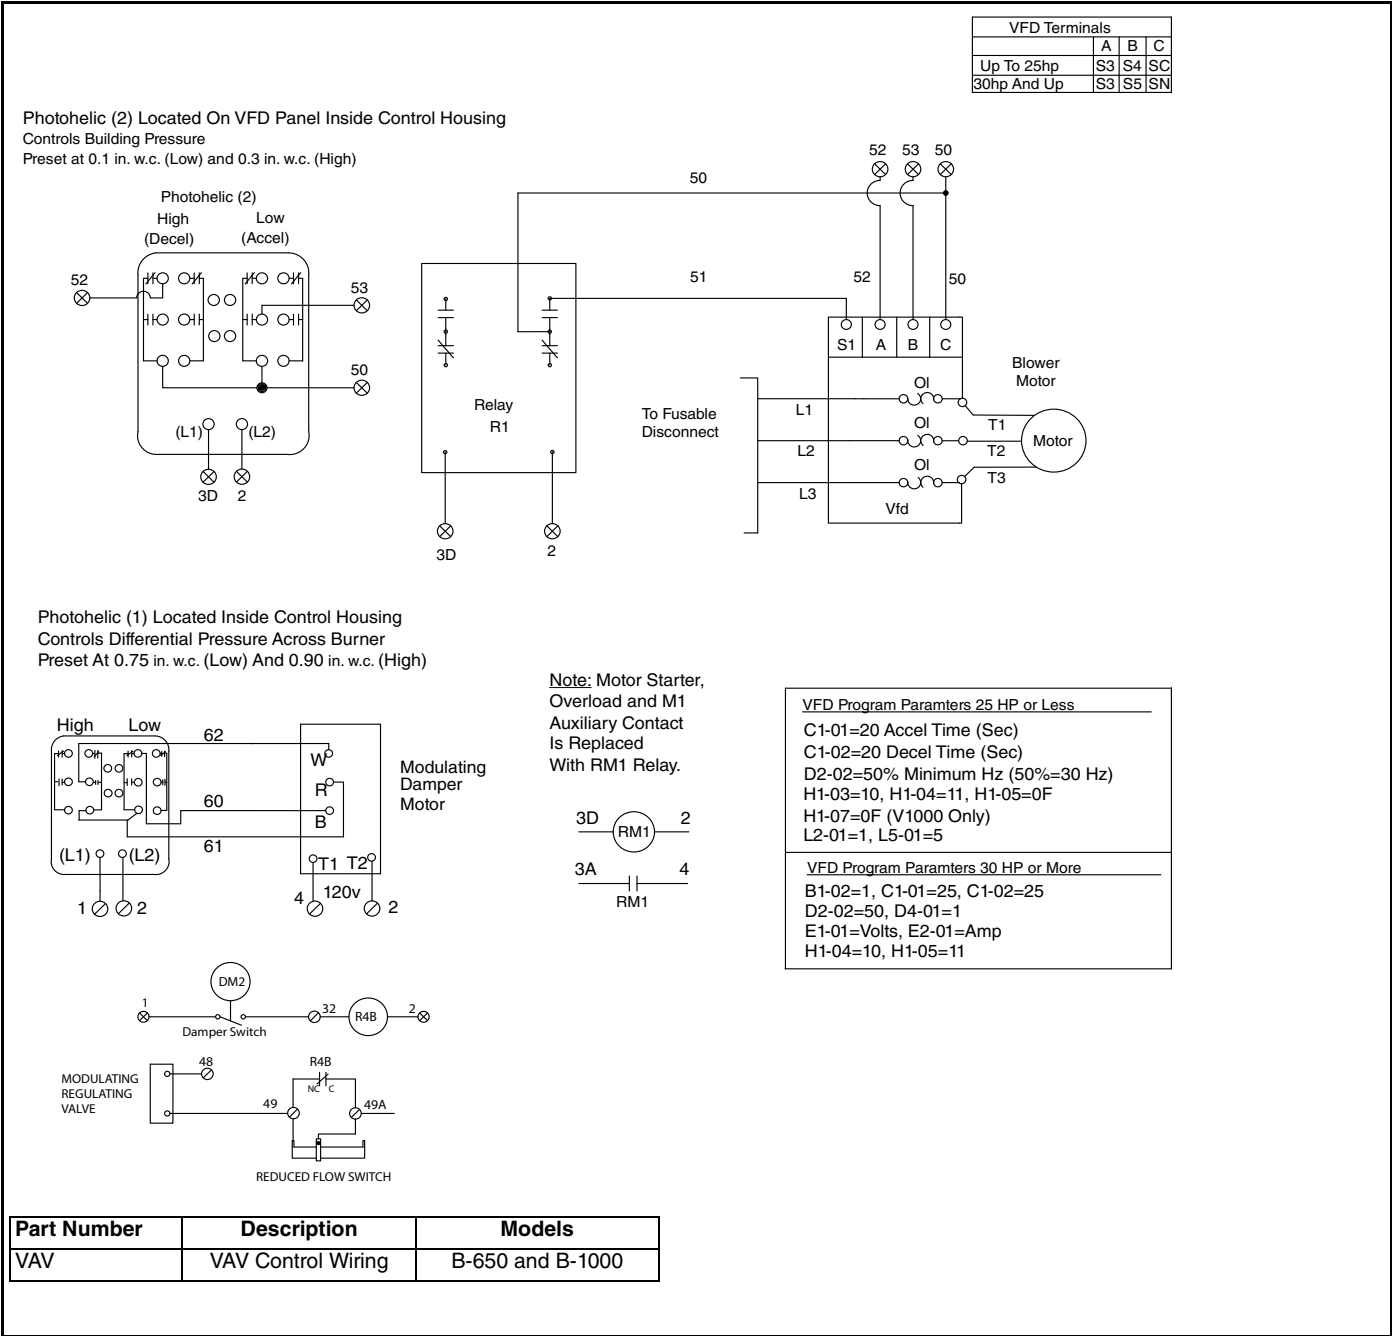 VFD Terminals
A B C
Up To 25hp S3 S4 SC
30hp And Up S3 S5 SN
Photohelic (2) Located On VFD Panel Inside Control Housing
Controls Building Pressure
Preset at 0.1 in. w.c. (Low) and 0.3 in. w.c. (High)
Photohelic (2)
High
(Decel)
Low
(Accel)
52
53
50
(L1)
(L2)
3D
2
50
51
Relay
R1
3D
2
52
53
50
52
50
S1
A
B
C
To Fusable
Disconnect
L1
L2
L3
Ol
Ol
Ol
Vfd
T1
T2
T3
Blower
Motor
Motor
Photohelic (1) Located Inside Control Housing
Controls Differential Pressure Across Burner
Preset At 0.75 in. w.c. (Low) And 0.90 in. w.c. (High)
High
Low
62
60
61
(L1)
(L2)
1
2
W
R
B
T1
T2
120v
4
2
Modulating
Damper
Motor
Note: Motor Starter,
Overload and M1
Auxiliary Contact
Is Replaced
With RM1 Relay.
3D
RM1
2
3A
4
RM1
VFD Program Paramters 25 HP or Less
C1-01=20 Accel Time (Sec)
C1-02=20 Decel Time (Sec)
D2-02=50% Minimum Hz (50%=30 Hz)
H1-03=10, H1-04=11, H1-05=0F
H1-07=0F (V1000 Only)
L2-01=1, L5-01=5
VFD Program Paramters 30 HP or More
B1-02=1, C1-01=25, C1-02=25
D2-02=50, D4-01=1
E1-01=Volts, E2-01=Amp
H1-04=10, H1-05=11
DM2
1
Damper Switch
32
R4B
2
MODULATING
REGULATING
VALVE
48
49
R4B
NC
C
49A
REDUCED FLOW SWITCH
Part Number Description Models
VAV VAV Control Wiring B-650 and B-1000